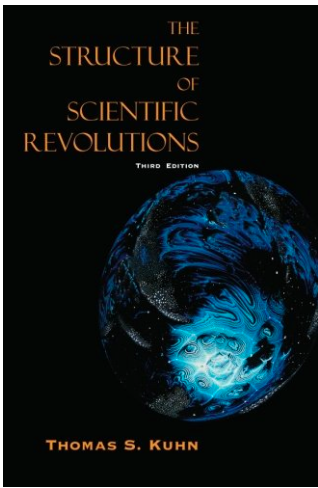 THE
STRUCTURE
OF
SCIENTIFIC
REVOLUTIONS
THIRD EDITION
THOMAS S. KUHN